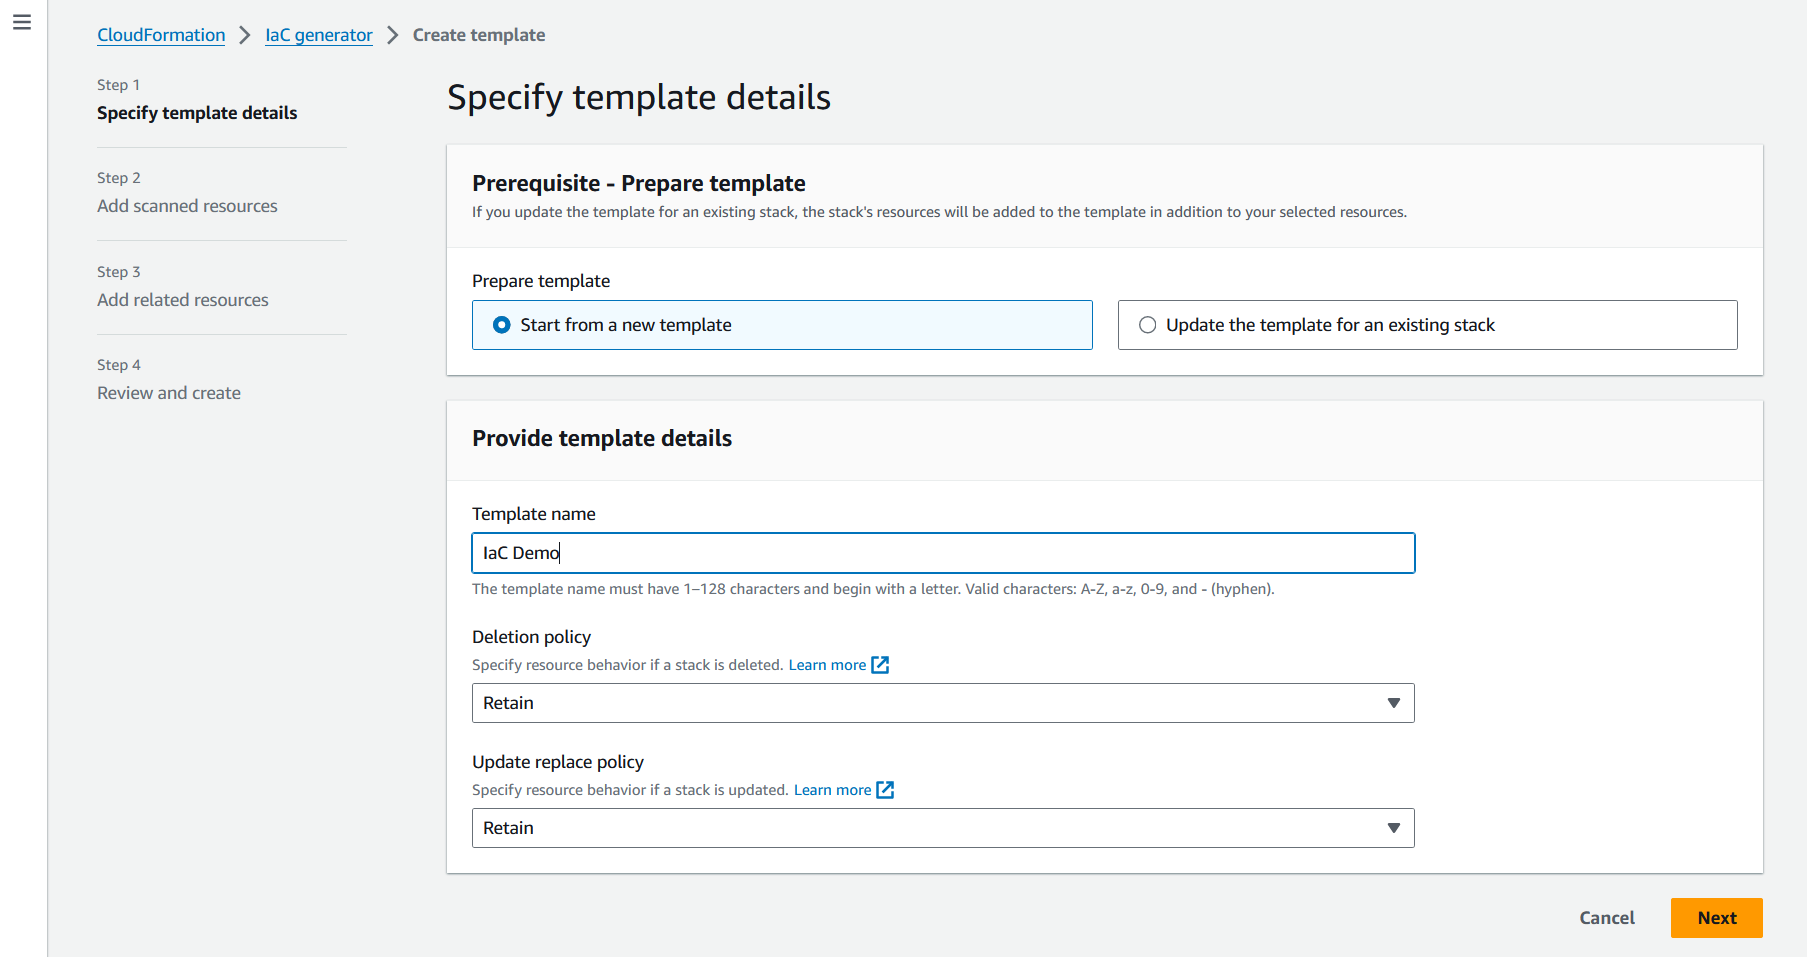 CloudFormation > IaC generator > Create template
Step 1
Specify template details
Step 2
Add scanned resources
Step 3
Add related resources
Step 4
Review and create
Specify template details
Prerequisite - Prepare template
If you update the template for an existing stack, the stack's resources will be added to the template in addition to your selected resources.
Prepare template
Start from a new template
Update the template for an existing stack
Provide template details
Template name
IaC Demo
The template name must have 1–128 characters and begin with a letter. Valid characters: A-Z, a-z, 0-9, and - (hyphen).
Deletion policy
Specify resource behavior if a stack is deleted. Learn more
Retain
Update replace policy
Specify resource behavior if a stack is updated. Learn more
Retain
Cancel
Next